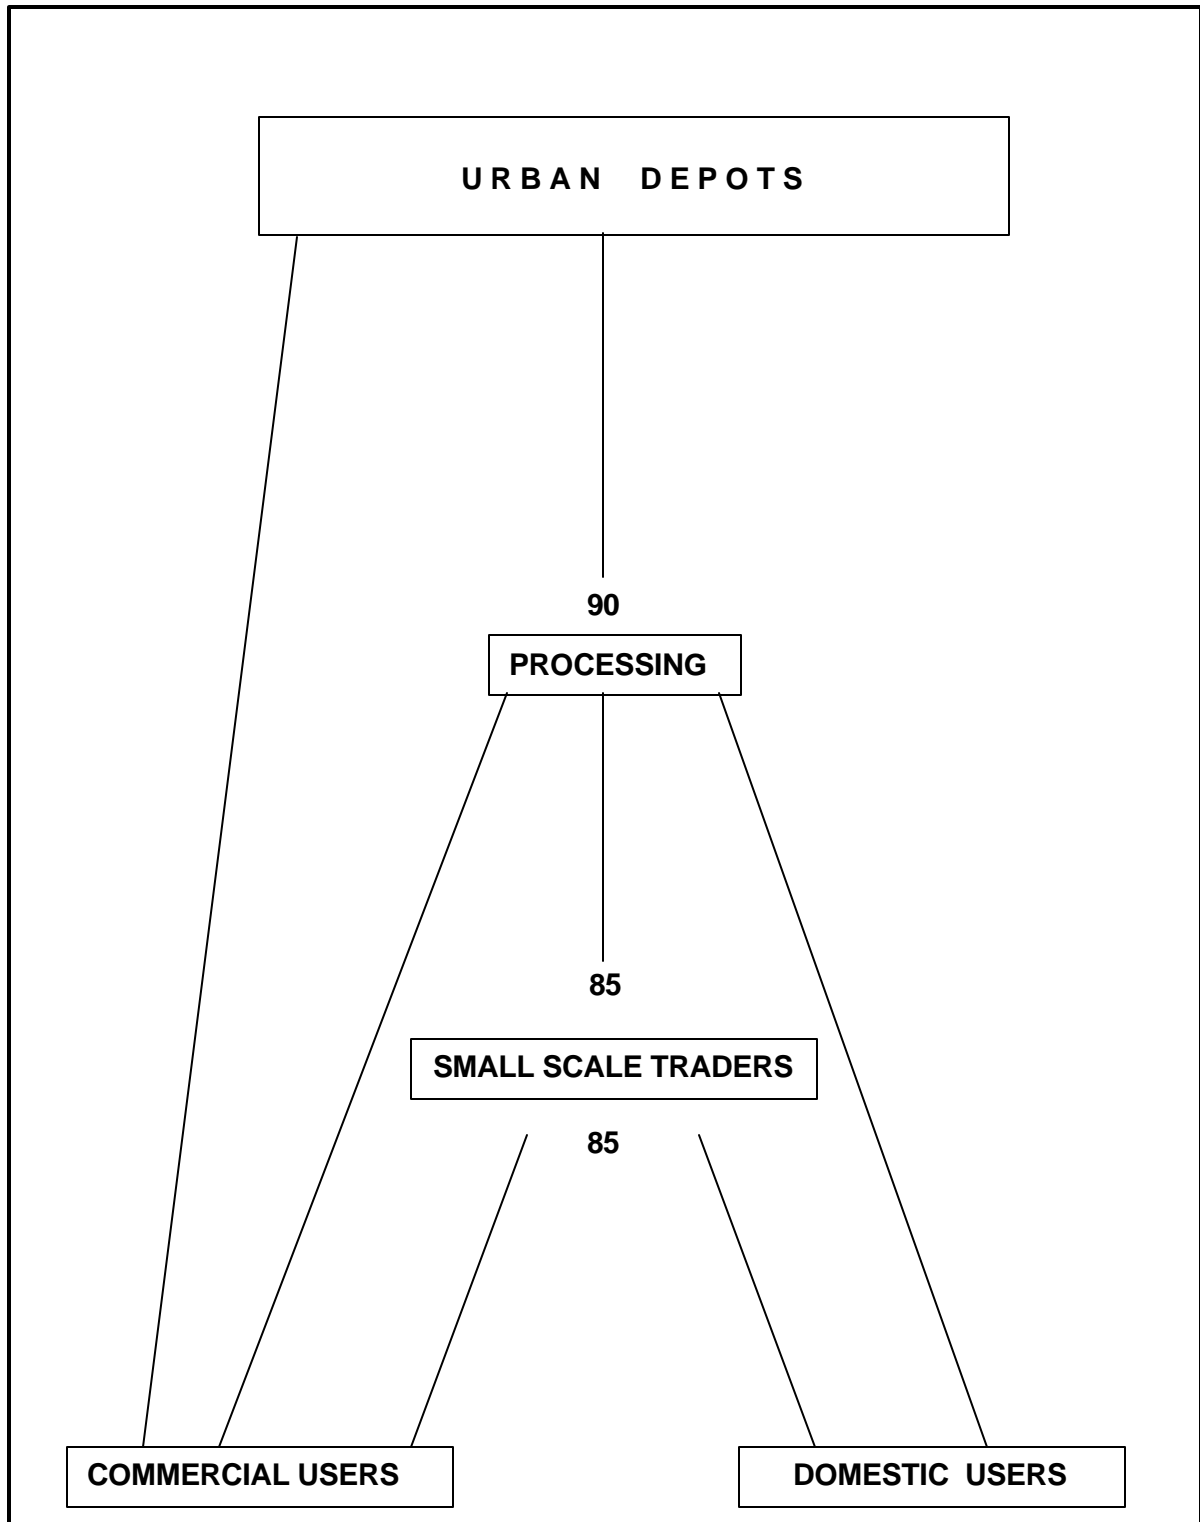 URBAN DEPOTS
90
PROCESSING
85
SMALL SCALE TRADERS
85
COMMERCIAL USERS
DOMESTIC USERS